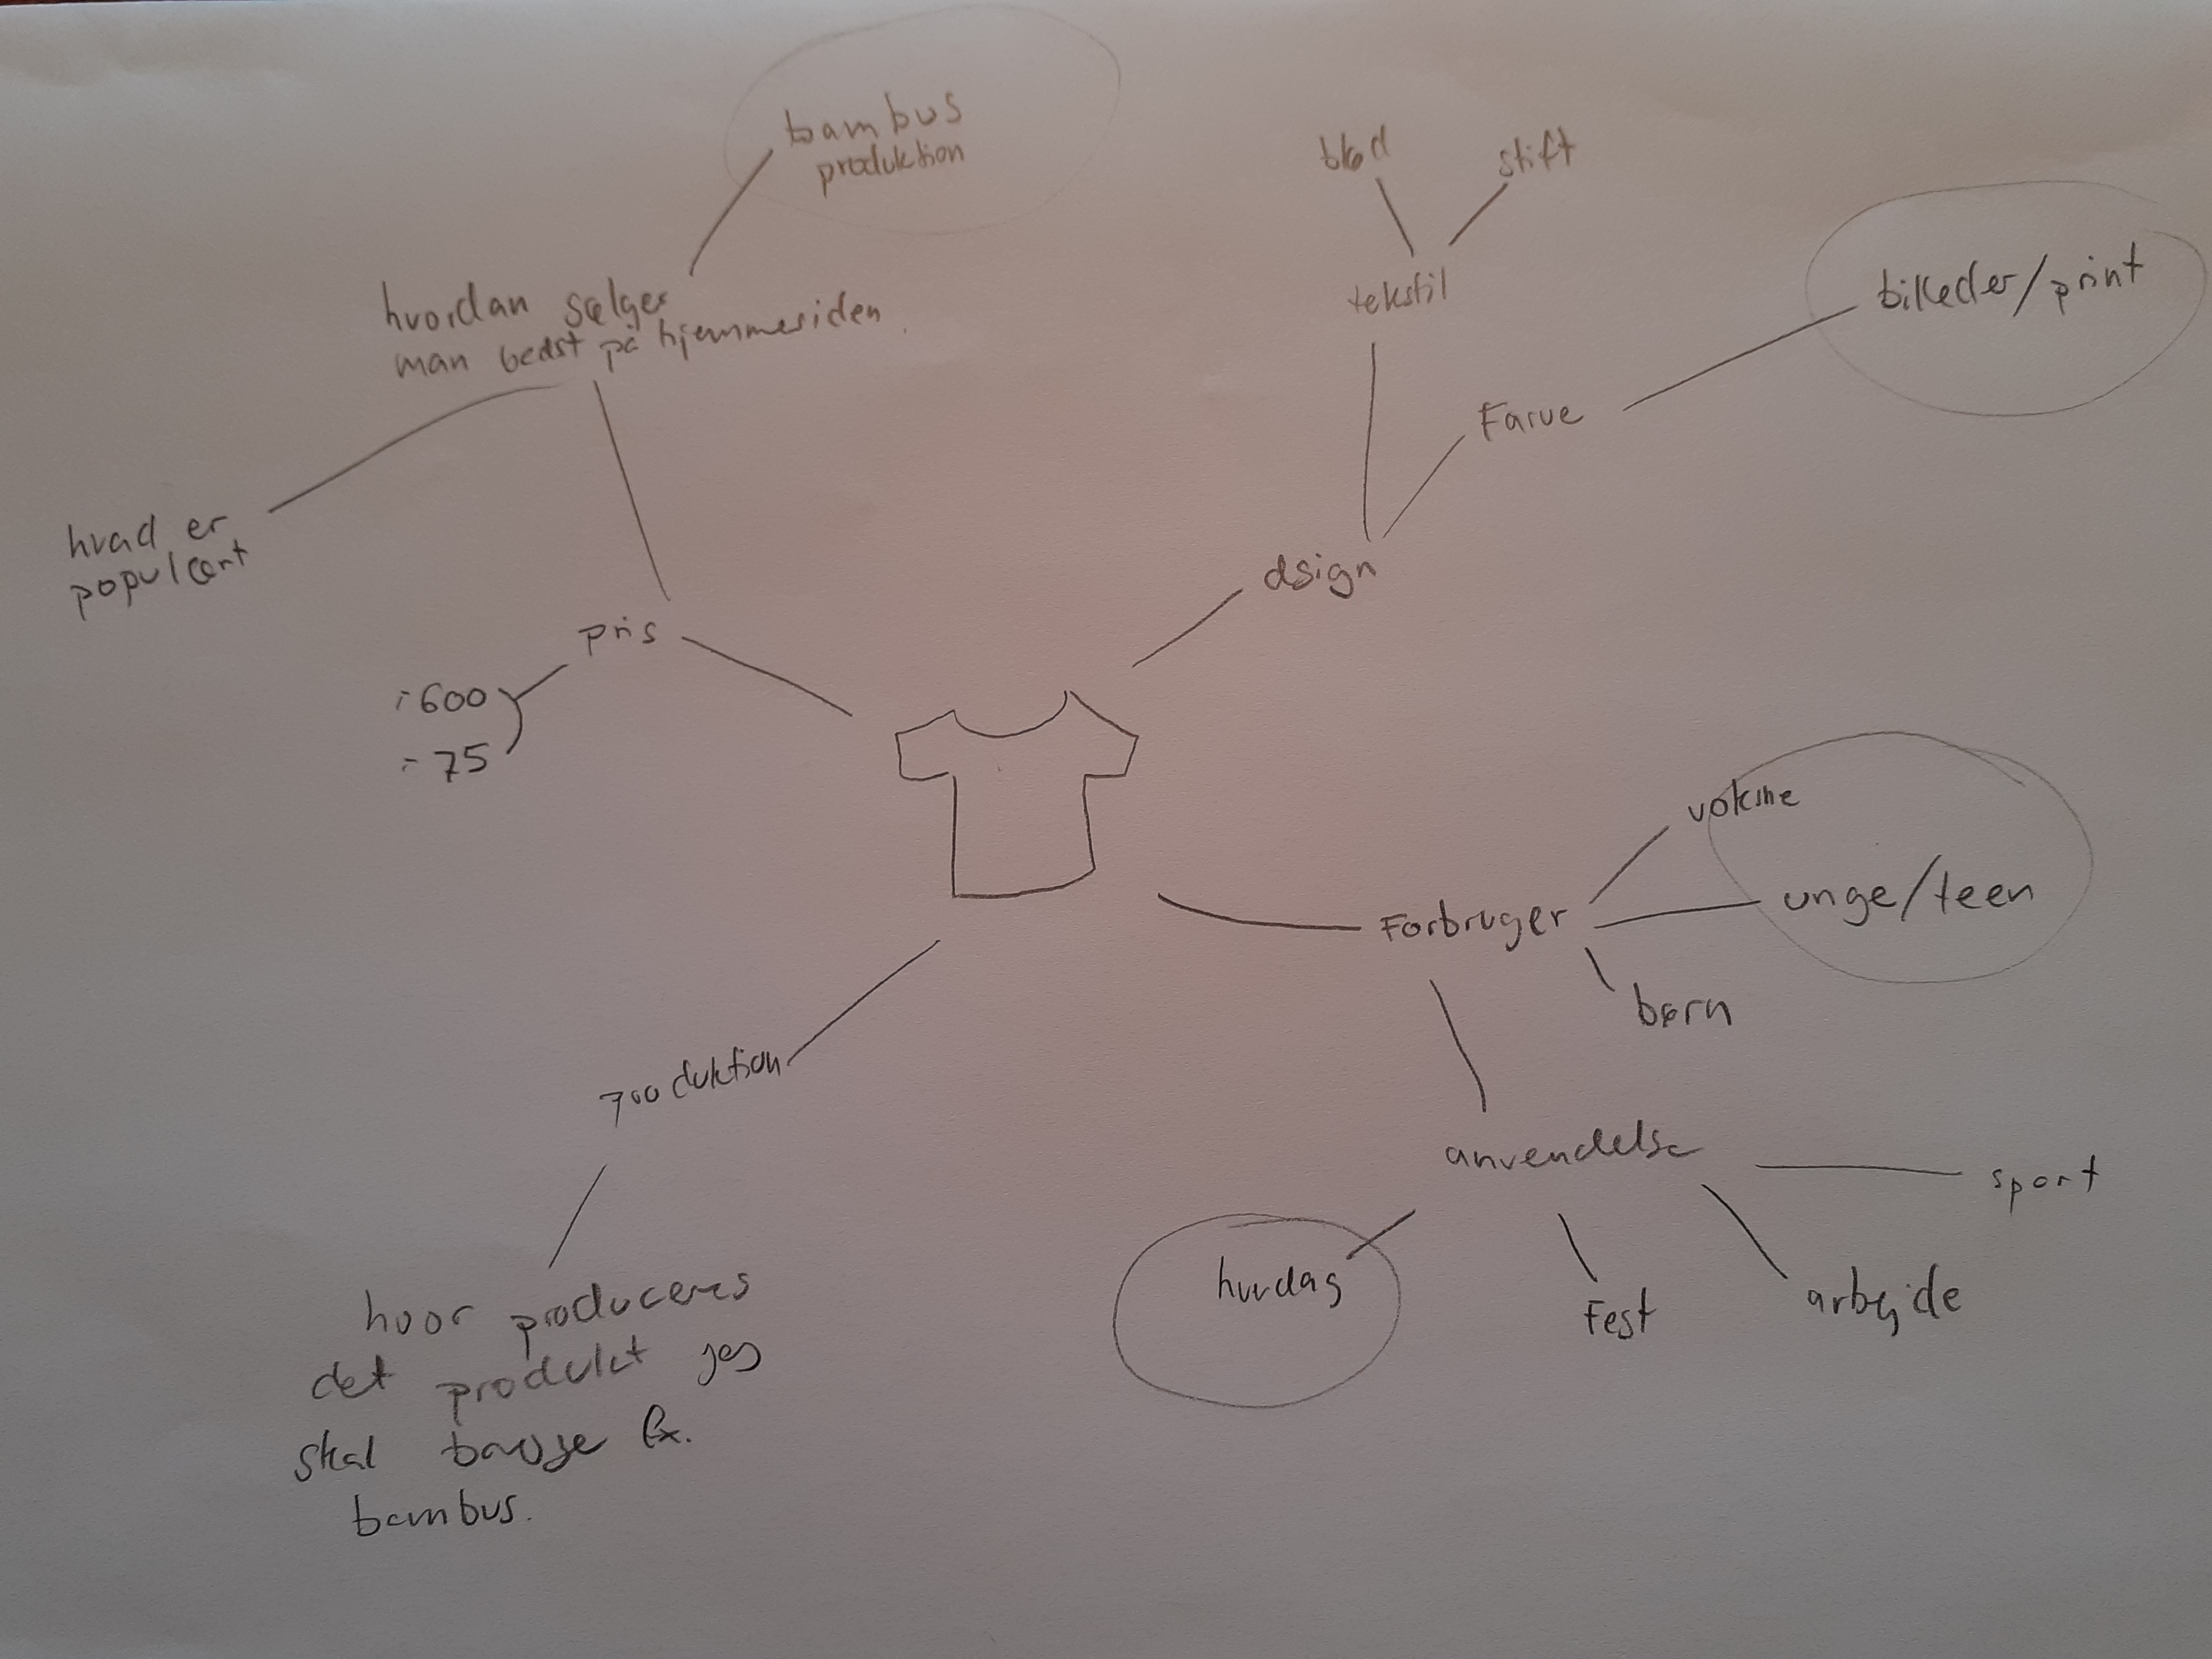 bambus
produktion
blød
stift
hvordan sælger
man bedst på hjemmesiden.
tekstil
billeder/print
Farve
hvad er
populært
dsign
pris
-600
-75
voksne
unge/teen
Forbruger
børn
produktion
anvendelse
sport
hverdag
Fest
arbejde
hvor produceres
det produkt jeg
skal bruge fx.
bambus.